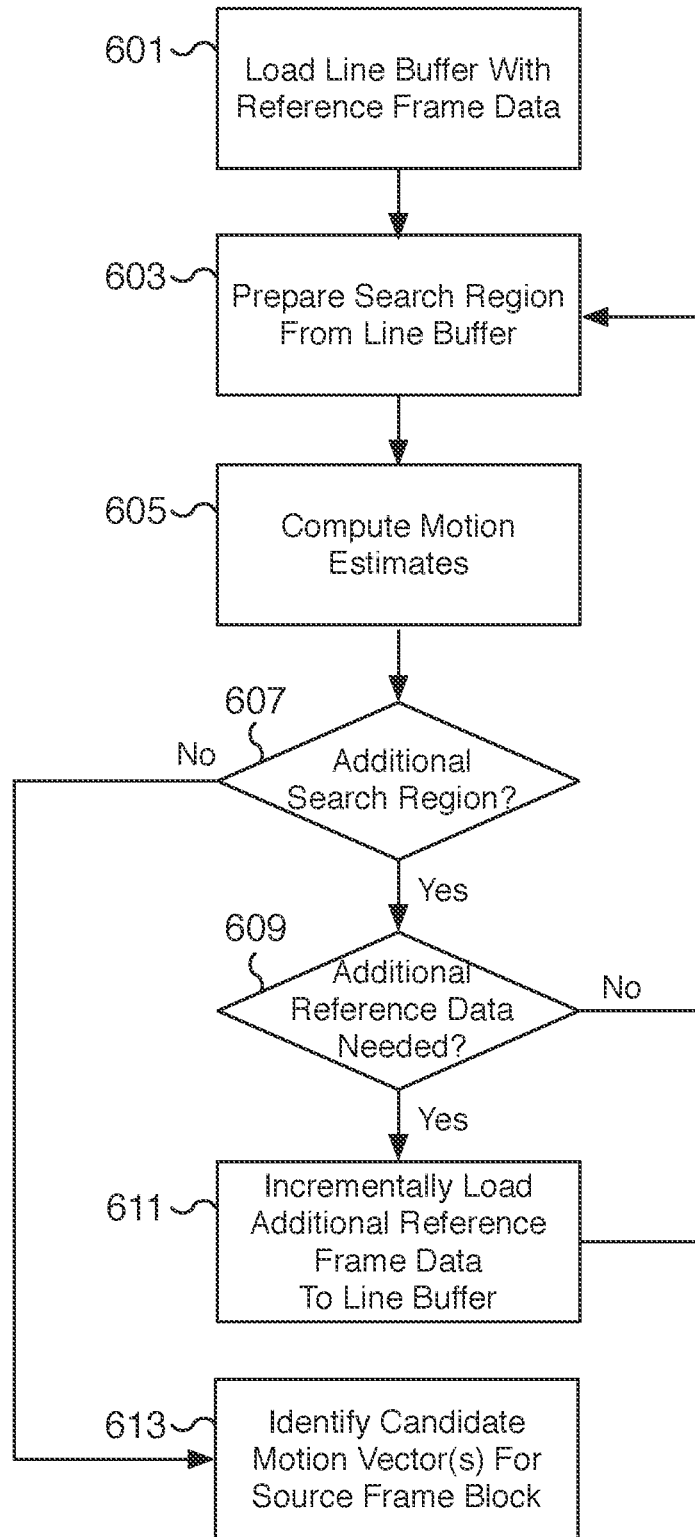 601
Load Line Buffer With
Reference Frame Data
603
Prepare Search Region
From Line Buffer
605
Compute Motion
Estimates
607
No
Additional
Search Region?
Yes
609
Additional
Reference Data
Needed?
No
Yes
611
Incrementally Load
Additional Reference
Frame Data
To Line Buffer
613
Identify Candidate
Motion Vector(s) For
Source Frame Block